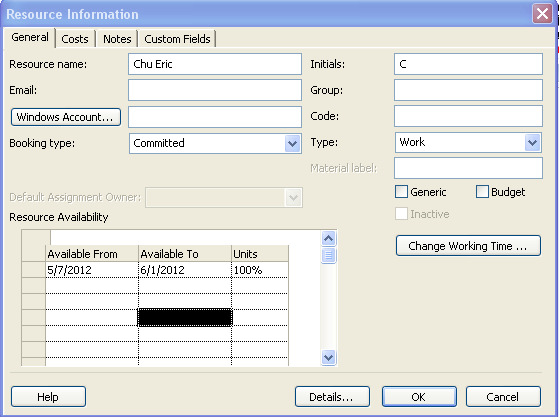 Resource Information
General Costs Notes Custom Fields
Resource name: Chu Eric Initials: C
Email: Group:
Windows Account... Code:
Booking type: Committed Type: Work
Material label:
Default Assignment Owner: Generic Budget
Resource Availability Inactive
Change Working Time ...
Available From Available To Units
5/7/2012 6/1/2012 100%
Help Details... OK Cancel